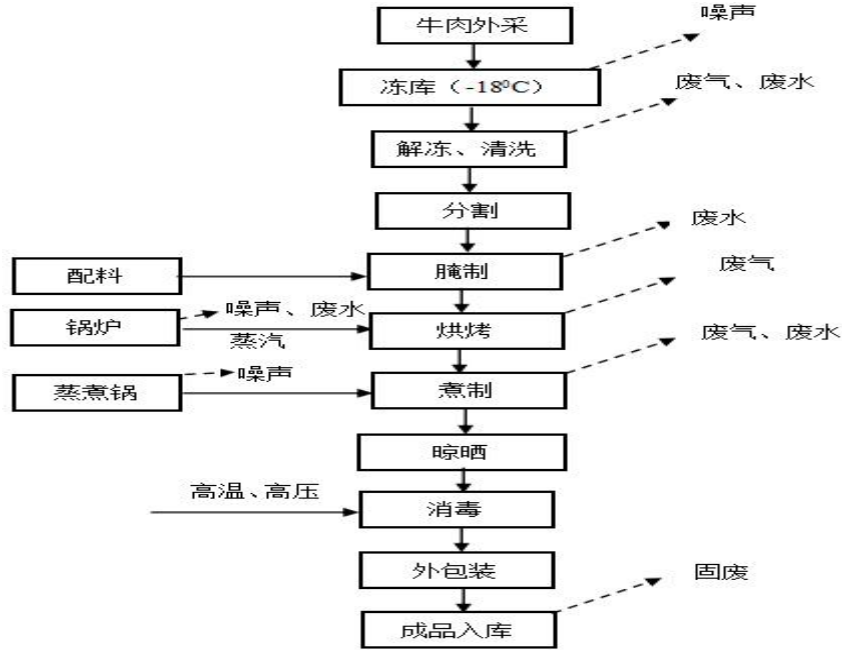 牛肉外采
噪声
冻库（-18⁰C）
废气、废水
解冻、清洗
分割
废水
配料
腌制
废气
噪声、废水
锅炉
蒸汽
烘烤
废气、废水
噪声
蒸煮锅
煮制
晾晒
高温、高压
消毒
外包装
固废
成品入库